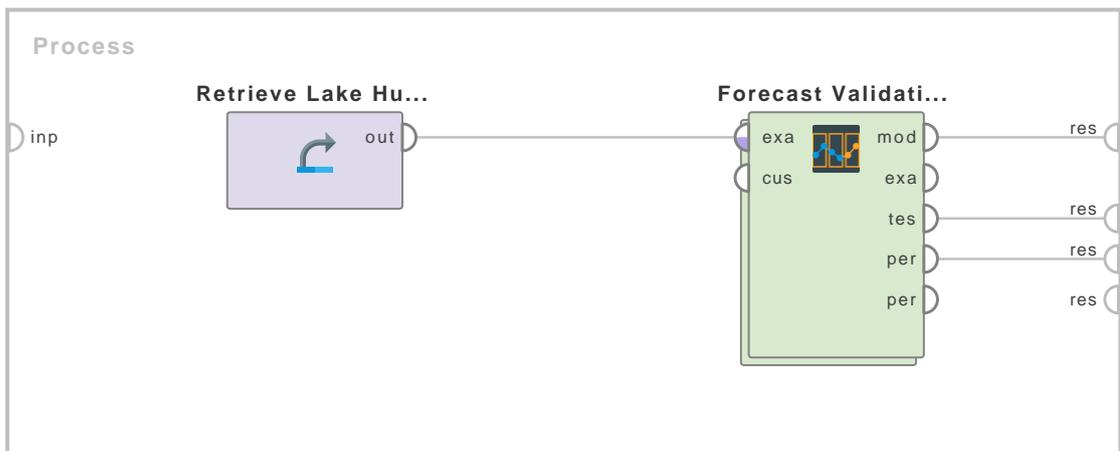 Process
Retrieve Lake Hu...
Forecast Validati...
inp
out
exa
mod
res
cus
exa
tes
res
per
res
per
res